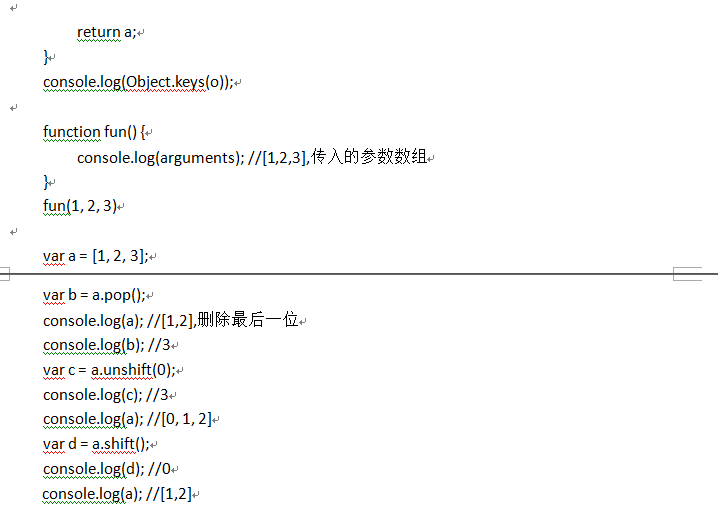 return a;
}
console.log(Object.keys(o));
function fun() {
console.log(arguments); //[1,2,3],传入的参数数组
}
fun(1, 2, 3)
var a = [1, 2, 3];
var b = a.pop();
console.log(a); //[1,2],删除最后一位
console.log(b); //3
var c = a.unshift(0);
console.log(c); //3
console.log(a); //[0, 1, 2]
var d = a.shift();
console.log(d); //0
console.log(a); //[1,2]